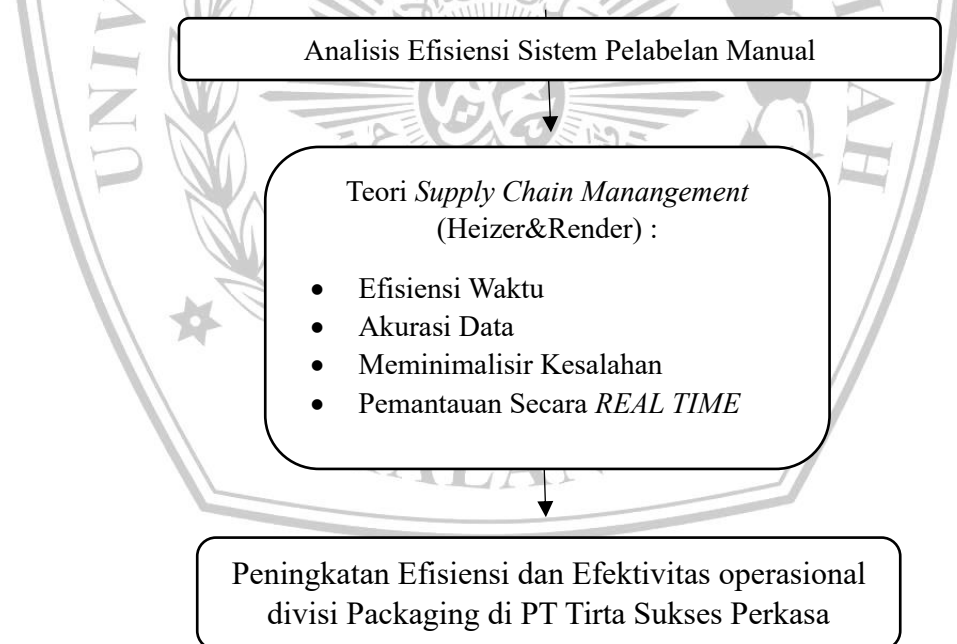 Analisis Efisiensi Sistem Pelabelan Manual
Teori Supply Chain Manangement
(Heizer&Render) :
• Efisiensi Waktu
• Akurasi Data
• Meminimalisir Kesalahan
• Pemantauan Secara REAL TIME
Peningkatan Efisiensi dan Efektivitas operasional
divisi Packaging di PT Tirta Sukses Perkasa